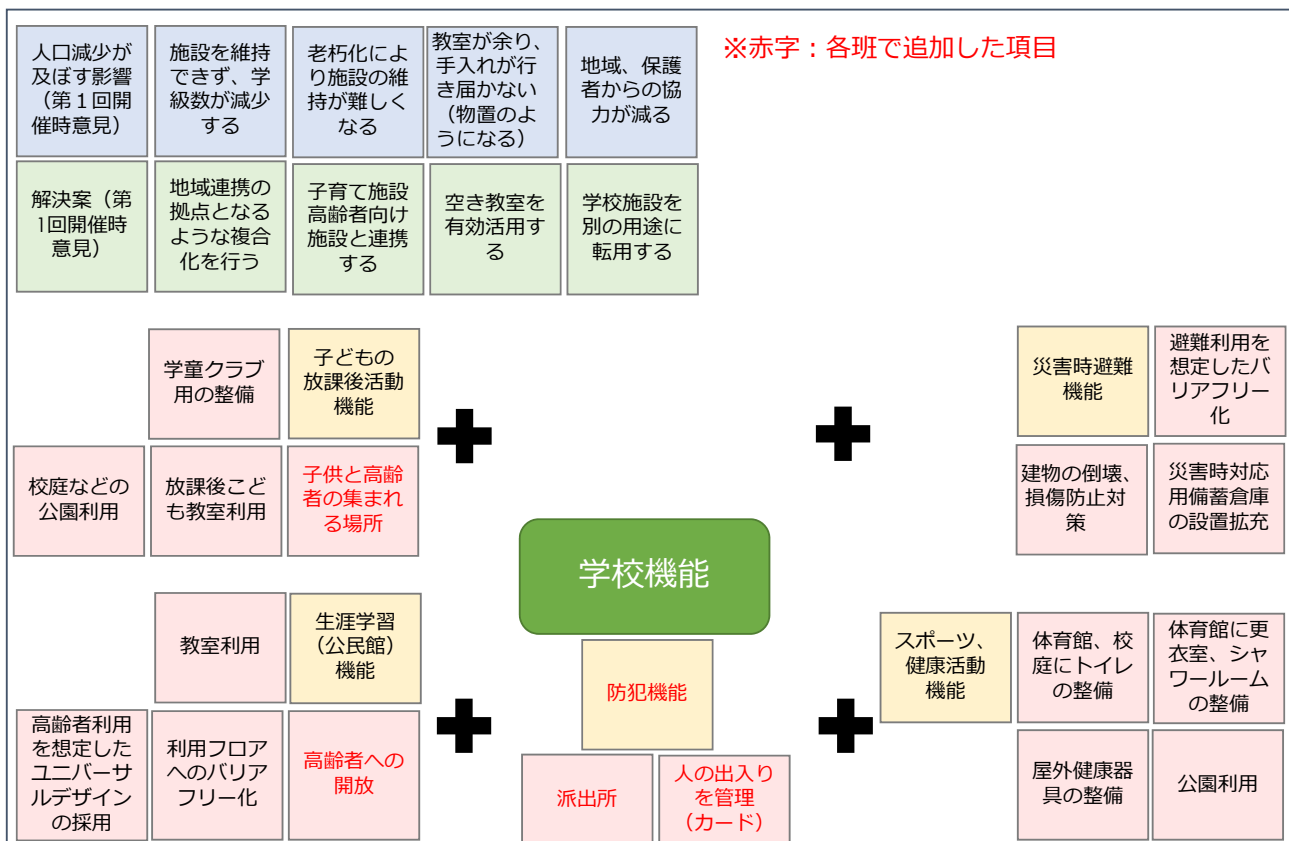 人口減少が
及ぼす影響
（第１回開
催時意見）
施設を維持
できず、学
級数が減少
する
老朽化によ
り施設の維
持が難しく
なる
教室が余り、
手入れが行
き届かない
（物置のよ
うになる）
地域、保護
者からの協
力が減る
※赤字：各班で追加した項目
解決案（第
1回開催時
意見）
地域連携の
拠点となる
ような複合
化を行う
子育て施設
高齢者向け
施設と連携
する
空き教室を
有効活用す
る
学校施設を
別の用途に
転用する
学童クラブ
用の整備
子どもの
放課後活動
機能
校庭などの
公園利用
放課後こど
も教室利用
子供と高齢
者の集まれ
る場所
災害時避難
機能
避難利用を
想定したバ
リアフリー
化
建物の倒壊、
損傷防止対
策
災害時対応
用備蓄倉庫
の設置拡充
学校機能
教室利用
生涯学習
（公民館）
機能
高齢者利用
を想定した
ユニバーサ
ルデザイン
の採用
利用フロア
へのバリア
フリー化
高齢者への
開放
防犯機能
派出所
人の出入り
を管理
（カード）
スポーツ、
健康活動
機能
体育館、校
庭にトイレ
の整備
体育館に更
衣室、シャ
ワールーム
の整備
屋外健康器
具の整備
公園利用